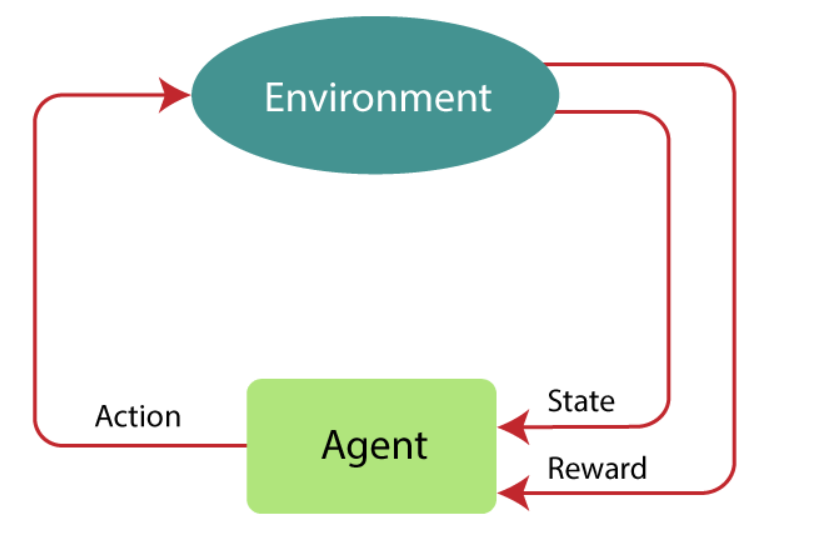 Environment
State
Action
Agent
Reward